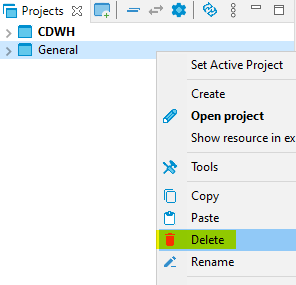 Projects
CDWH
General
Set Active Project
Create
Open project
Show resource in ex
Tools
Copy
Paste
Delete
Rename